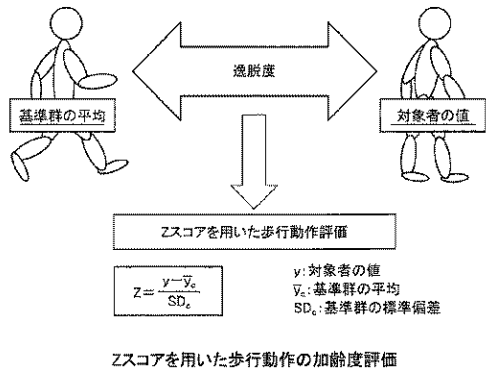 逸脱度
基準群の平均
対象者の値
Zスコアを用いた歩行動作評価
Z＝(y－y̅c)/SDc
y：対象者の値
y̅c：基準群の平均
SDc：基準群の標準偏差
Zスコアを用いた歩行動作の加齢度評価